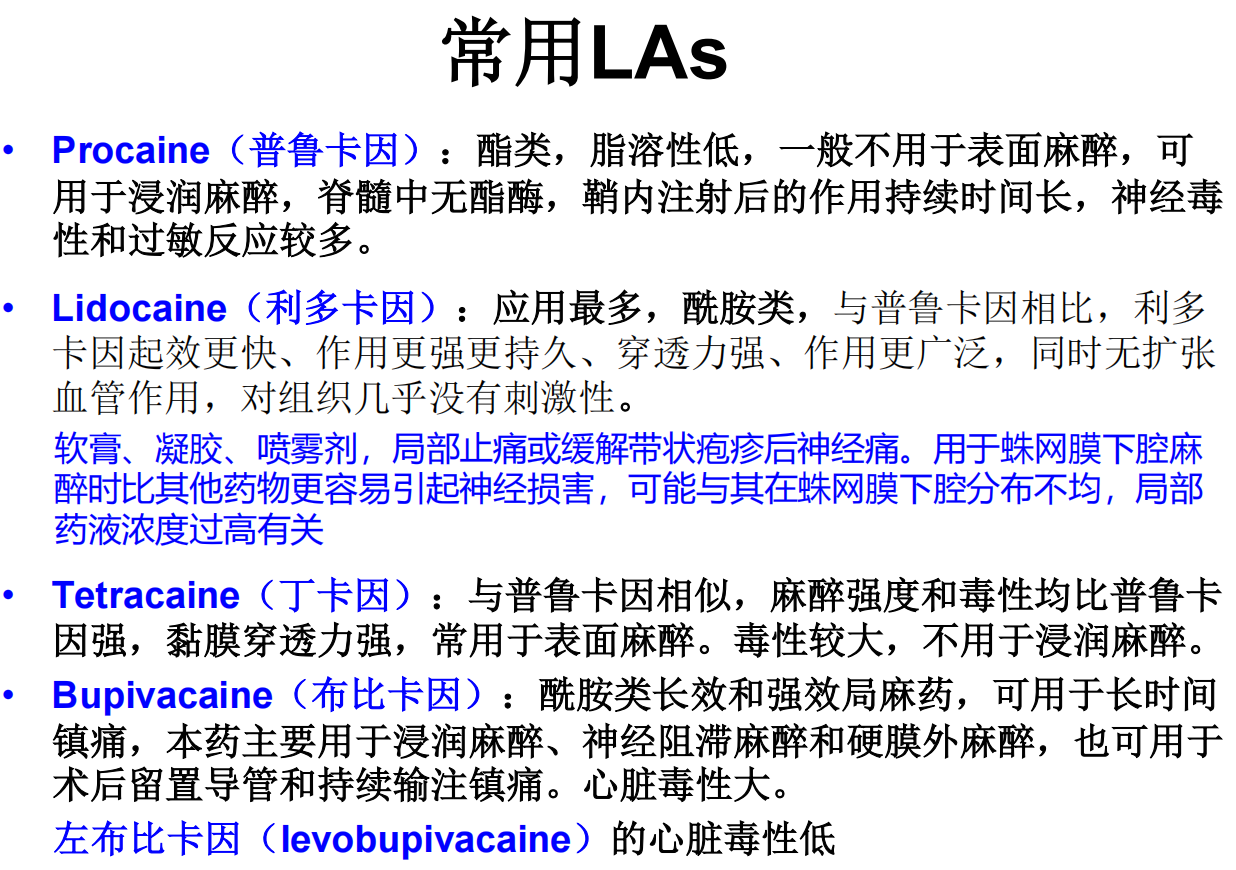 常用LAs
• Procaine（普鲁卡因）：酯类，脂溶性低，一般不用于表面麻醉，可
用于浸润麻醉，脊髓中无酯酶，鞘内注射后的作用持续时间长，神经毒
性和过敏反应较多。
• Lidocaine（利多卡因）：应用最多，酰胺类，与普鲁卡因相比，利多
卡因起效更快、作用更强更持久、穿透力强、作用更广泛，同时无扩张
血管作用，对组织几乎没有刺激性。
软膏、凝胶、喷雾剂，局部止痛或缓解带状疱疹后神经痛。用于蛛网膜下腔麻
醉时比其他药物更容易引起神经损害，可能与其在蛛网膜下腔分布不均，局部
药液浓度过高有关
• Tetracaine（丁卡因）：与普鲁卡因相似，麻醉强度和毒性均比普鲁卡
因强，黏膜穿透力强，常用于表面麻醉。毒性较大，不用于浸润麻醉。
• Bupivacaine（布比卡因）：酰胺类长效和强效局麻药，可用于长时间
镇痛，本药主要用于浸润麻醉、神经阻滞麻醉和硬膜外麻醉，也可用于
术后留置导管和持续输注镇痛。心脏毒性大。
左布比卡因（levobupivacaine）的心脏毒性低